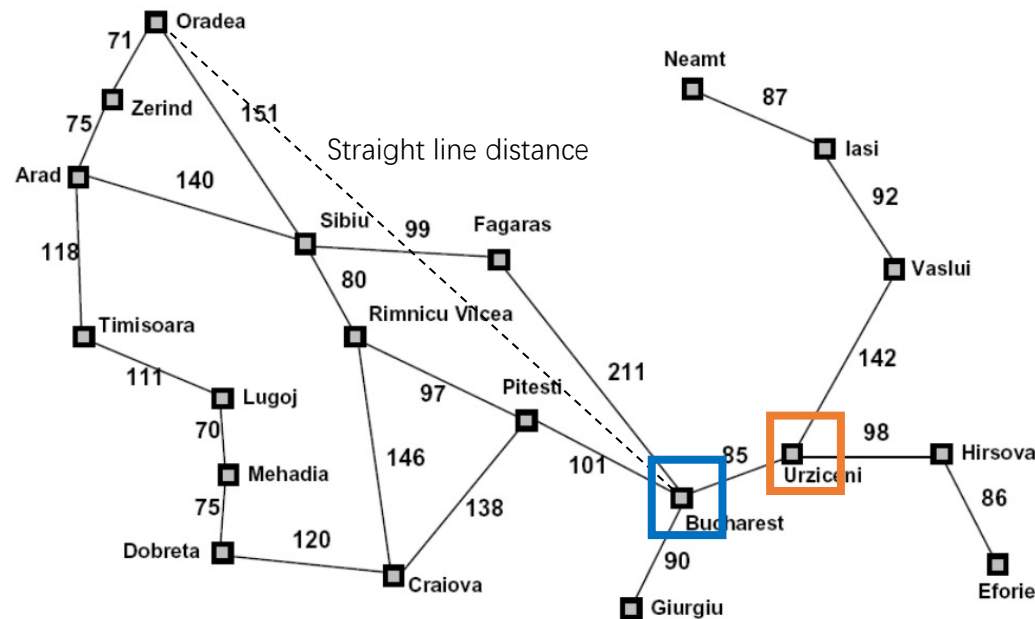 Oradea
71
Neamt
87
Zerind
151
75
Straight line distance
Iasi
Arad
140
92
Sibiu
99
Fagaras
118
80
Vaslui
Timisoara
Rimnicu Vilcea
142
111
211
Lugoj
97
Pitesti
70
98
Hirsova
146
101
85
Urziceni
Mehadia
75
138
86
Bucharest
Dobreta
120
90
Craiova
Giurgiu
Eforie